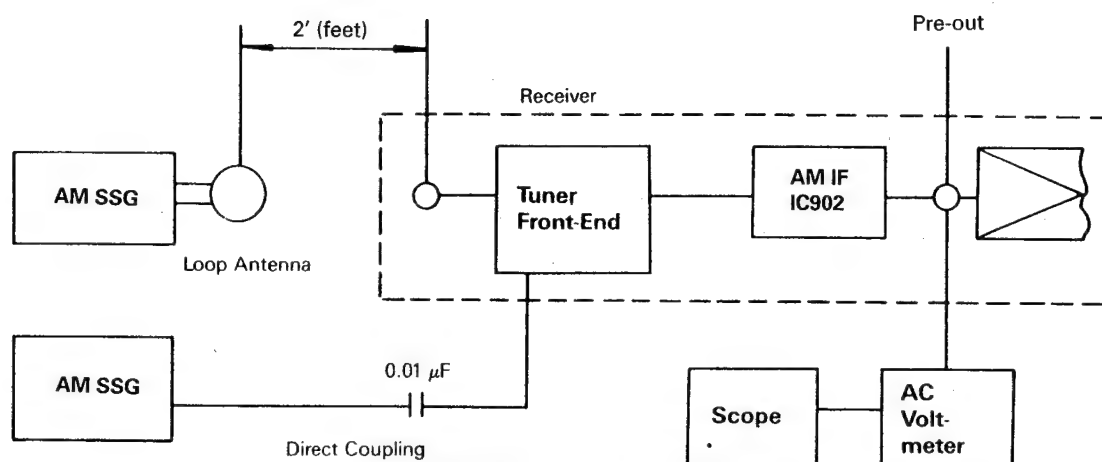 2' (feet)
Pre-out
Receiver
AM SSG
Loop Antenna
Tuner
Front-End
AM IF
IC902
AM SSG
0.01 μF
Direct Coupling
Scope
AC
Volt-
meter